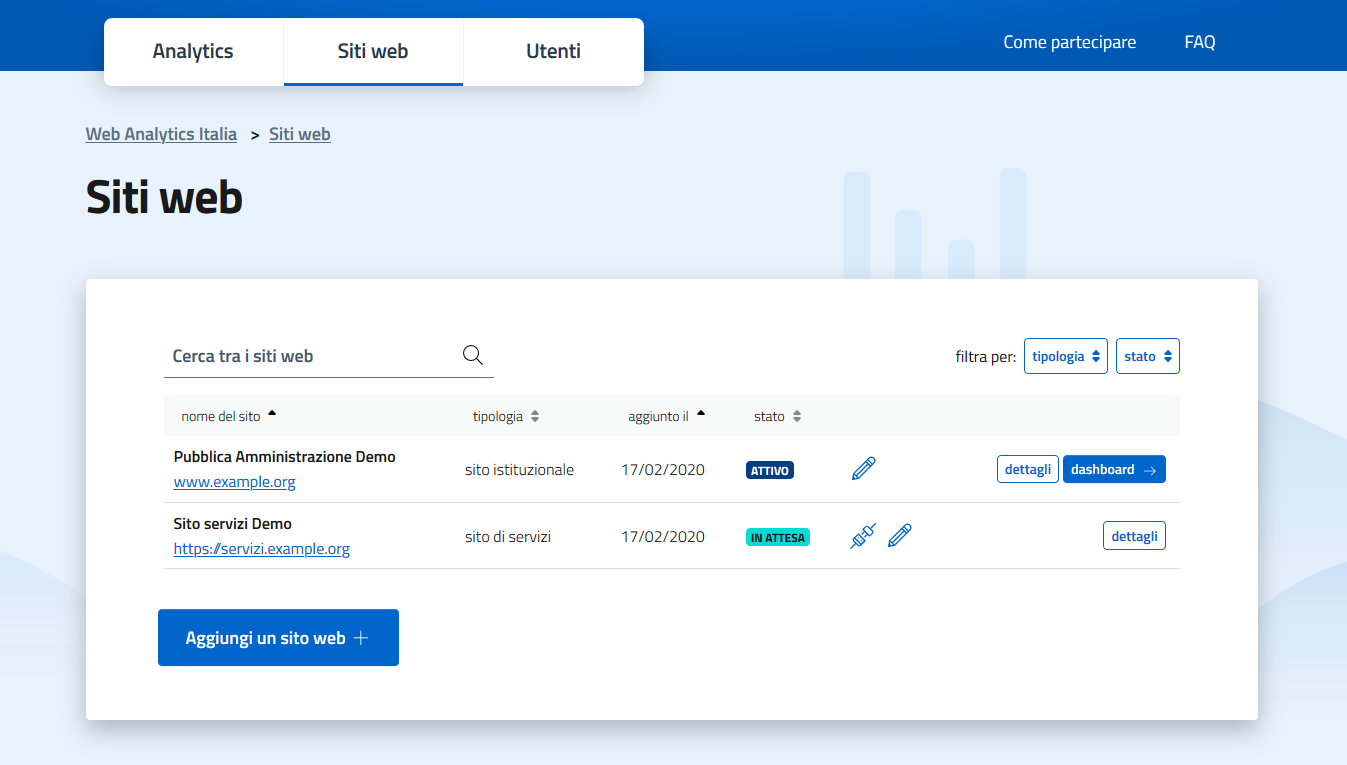 Analytics Siti web Utenti Come partecipare FAQ
Web Analytics Italia > Siti web
Siti web
Cerca tra i siti web filtra per: tipologia stato
nome del sito tipologia aggiunto il stato
Pubblica Amministrazione Demo
www.example.org sito istituzionale 17/02/2020 ATTIVO dettagli dashboard →
Sito servizi Demo
https://servizi.example.org sito di servizi 17/02/2020 IN ATTESA dettagli
Aggiungi un sito web +